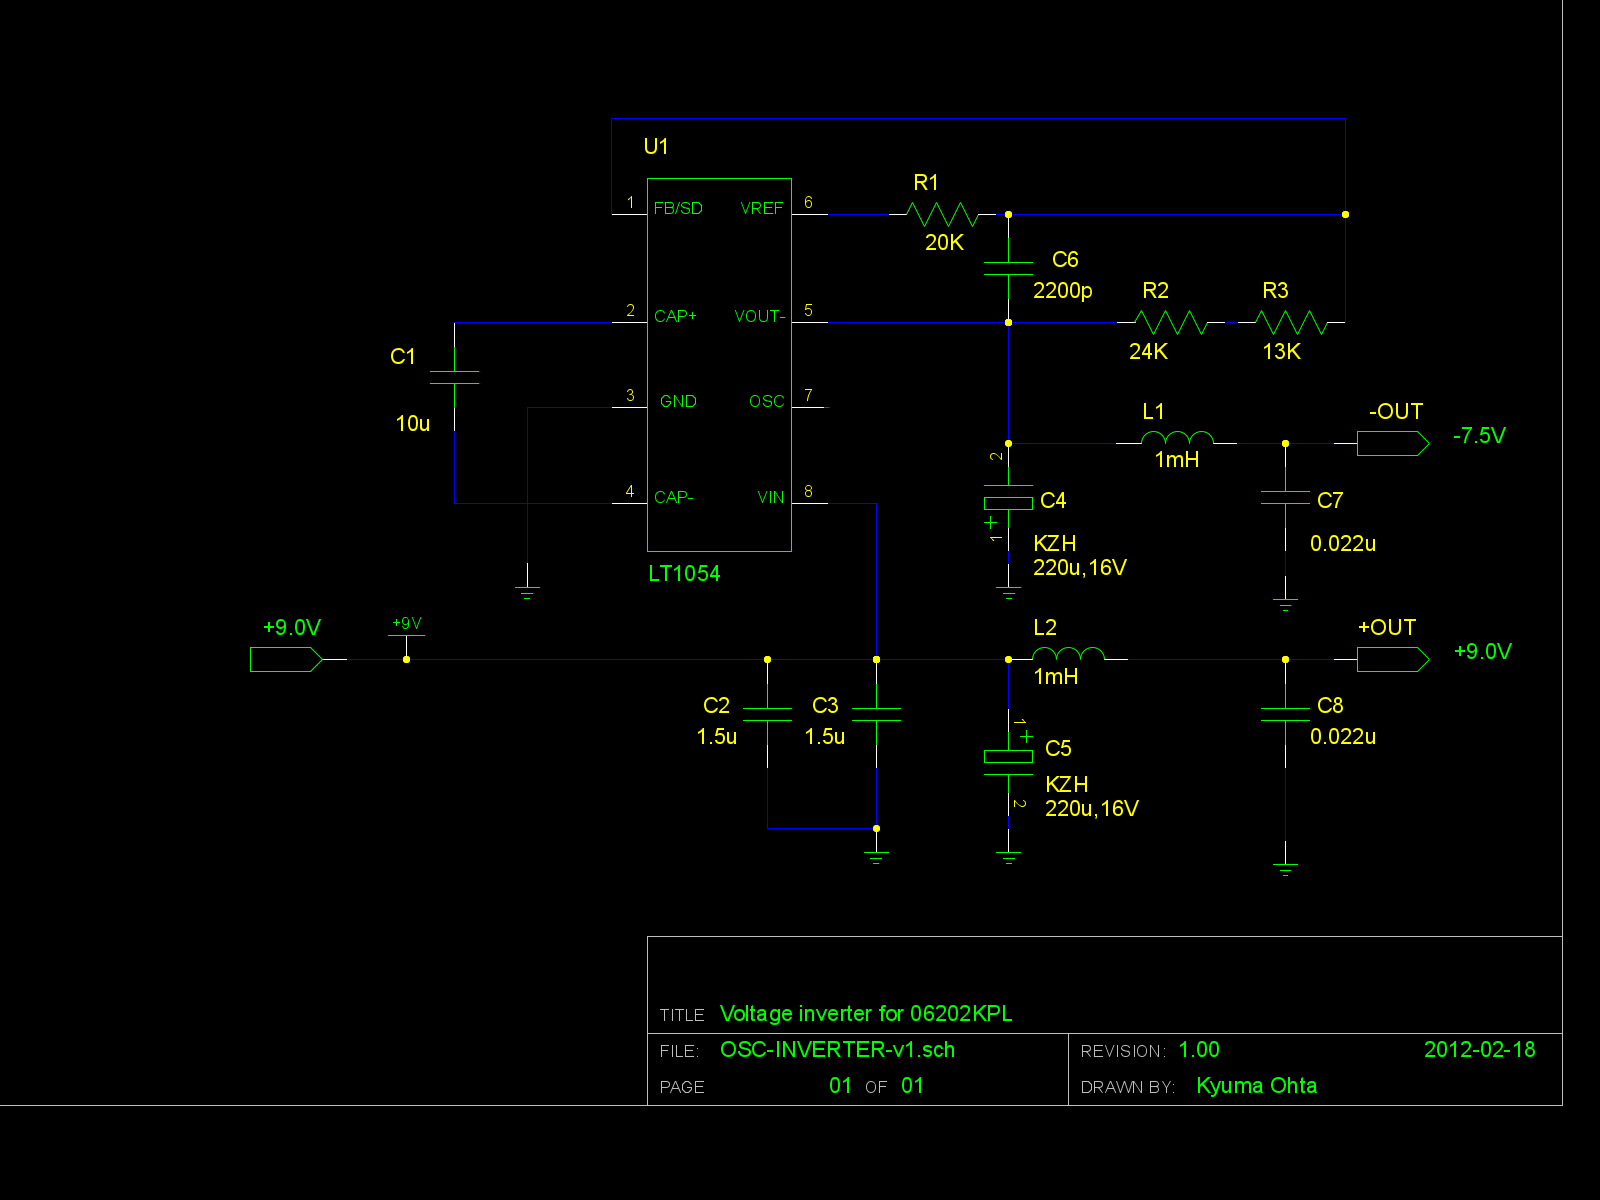 U1
1
FB/SD
VREF
6
R1
20K
C6
2200p
2
CAP+
VOUT-
5
R2
24K
R3
13K
C1
10u
3
GND
OSC
7
4
CAP-
VIN
8
LT1054
L1
1mH
-OUT
-7.5V
2
C4
+
1
KZH
220u,16V
C7
0.022u
+9.0V
+9V
L2
1mH
+OUT
+9.0V
C2
1.5u
C3
1.5u
1
+
C5
KZH
220u,16V
2
C8
0.022u
TITLE Voltage inverter for 06202KPL
FILE: OSC-INVERTER-v1.sch
REVISION: 1.00 2012-02-18
PAGE 01 OF 01
DRAWN BY: Kyuma Ohta